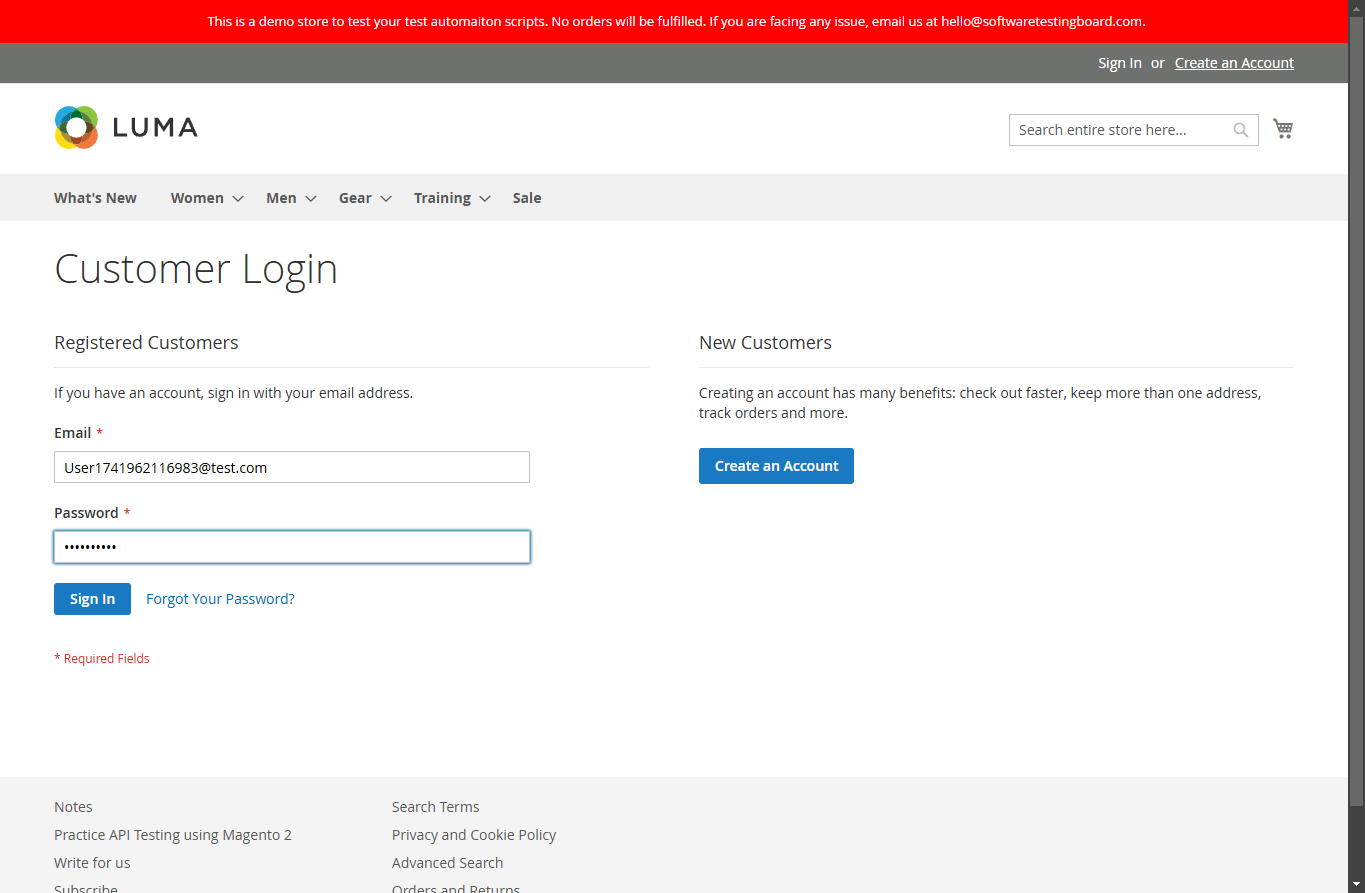 This is a demo store to test your test automaiton scripts. No orders will be fulfilled. If you are facing any issue, email us at hello@softwaretestingboard.com.
Sign In or Create an Account
LUMA
Search entire store here...
What's New Women Men Gear Training Sale
Customer Login
Registered Customers
If you have an account, sign in with your email address.
Email *
User1741962116983@test.com
Password *
••••••••••
Sign In Forgot Your Password?
* Required Fields
New Customers
Creating an account has many benefits: check out faster, keep more than one address,
track orders and more.
Create an Account
Notes
Practice API Testing using Magento 2
Write for us
Subscribe
Search Terms
Privacy and Cookie Policy
Advanced Search
Orders and Returns